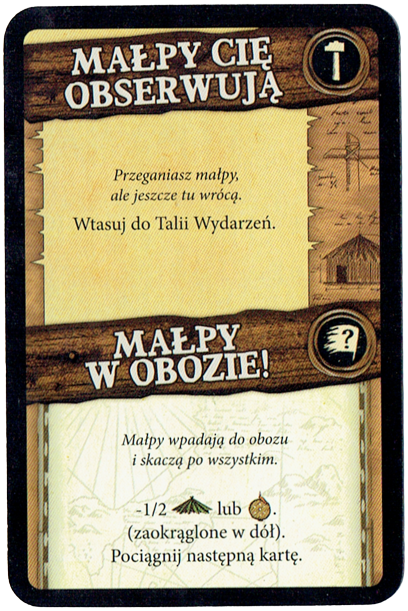 MAŁPY CIĘ
OBSERWUJĄ
Przeganiasz małpy,
ale jeszcze tu wrócą.
Wtasuj do Talii Wydarzeń.
MAŁPY
W OBOZIE!
?
Małpy wpadają do obozu
i skaczą po wszystkim.
-1/2 lub .
(zaokrąglone w dół).
Pociągnij następną kartę.